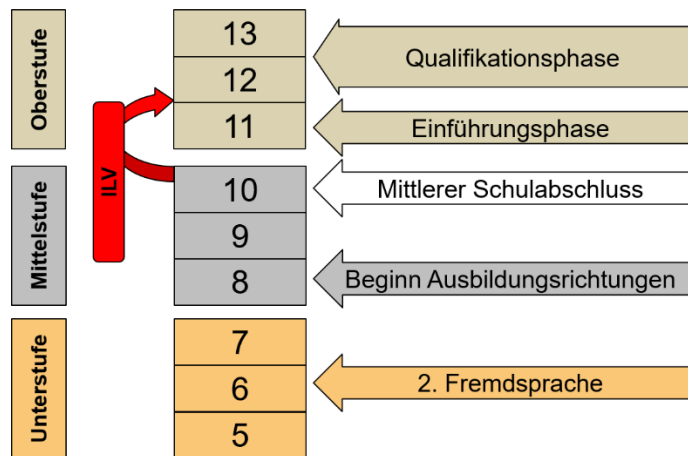 Oberstufe
13
Qualifikationsphase
12
11
Einführungsphase
ILV
Mittelstufe
10
Mittlerer Schulabschluss
9
8
Beginn Ausbildungsrichtungen
Unterstufe
7
6
2. Fremdsprache
5